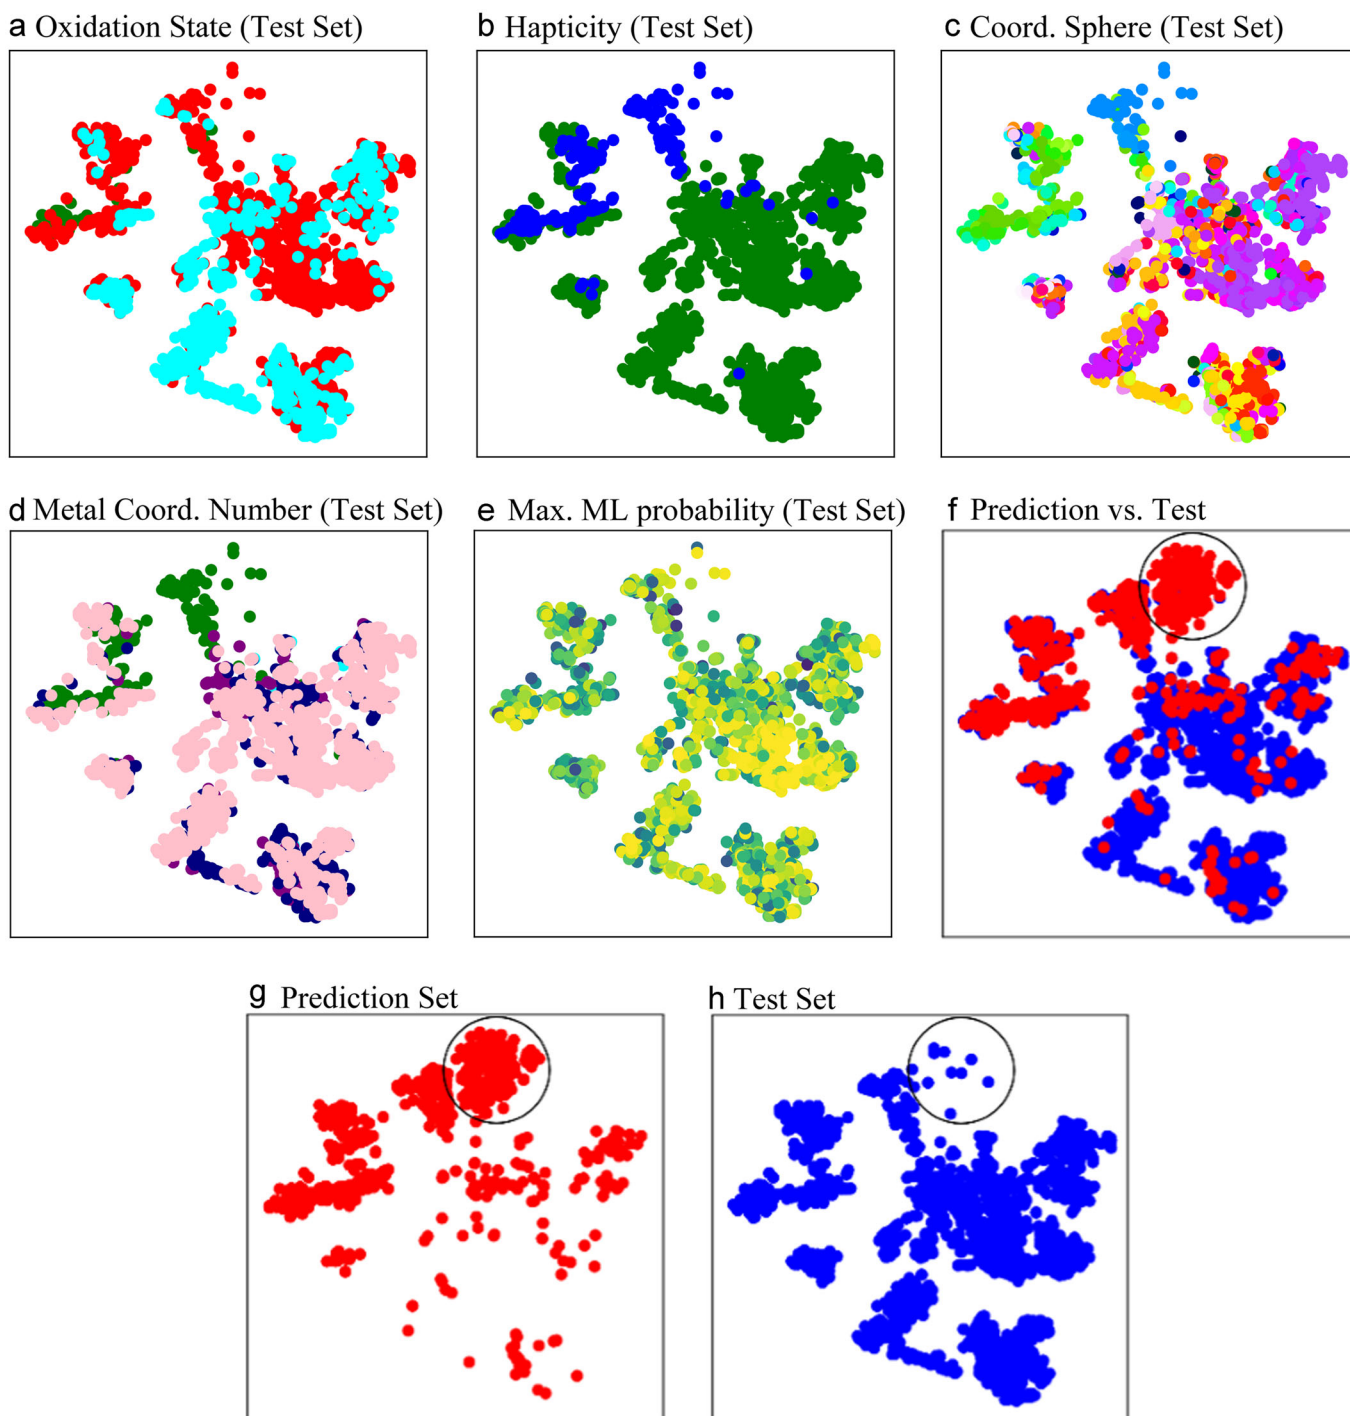 a Oxidation State (Test Set)
b Hapticity (Test Set)
c Coord. Sphere (Test Set)
d Metal Coord. Number (Test Set)
e Max. ML probability (Test Set)
f Prediction vs. Test
g Prediction Set
h Test Set